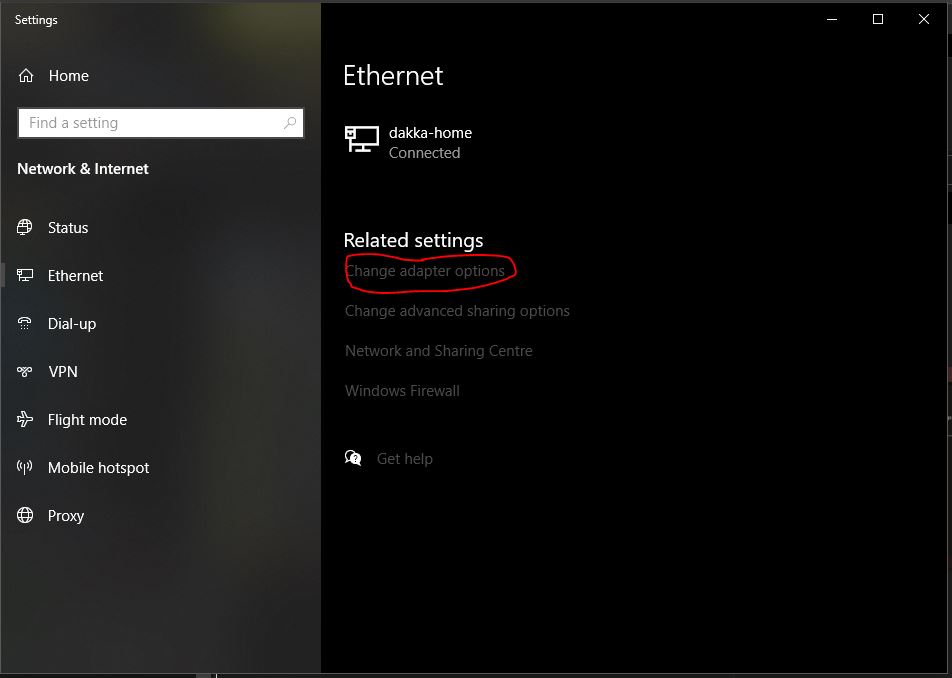 Settings
Home
Find a setting
Network & Internet
Status
Ethernet
Dial-up
VPN
Flight mode
Mobile hotspot
Proxy
Ethernet
dakka-home
Connected
Related settings
Change adapter options
Change advanced sharing options
Network and Sharing Centre
Windows Firewall
Get help